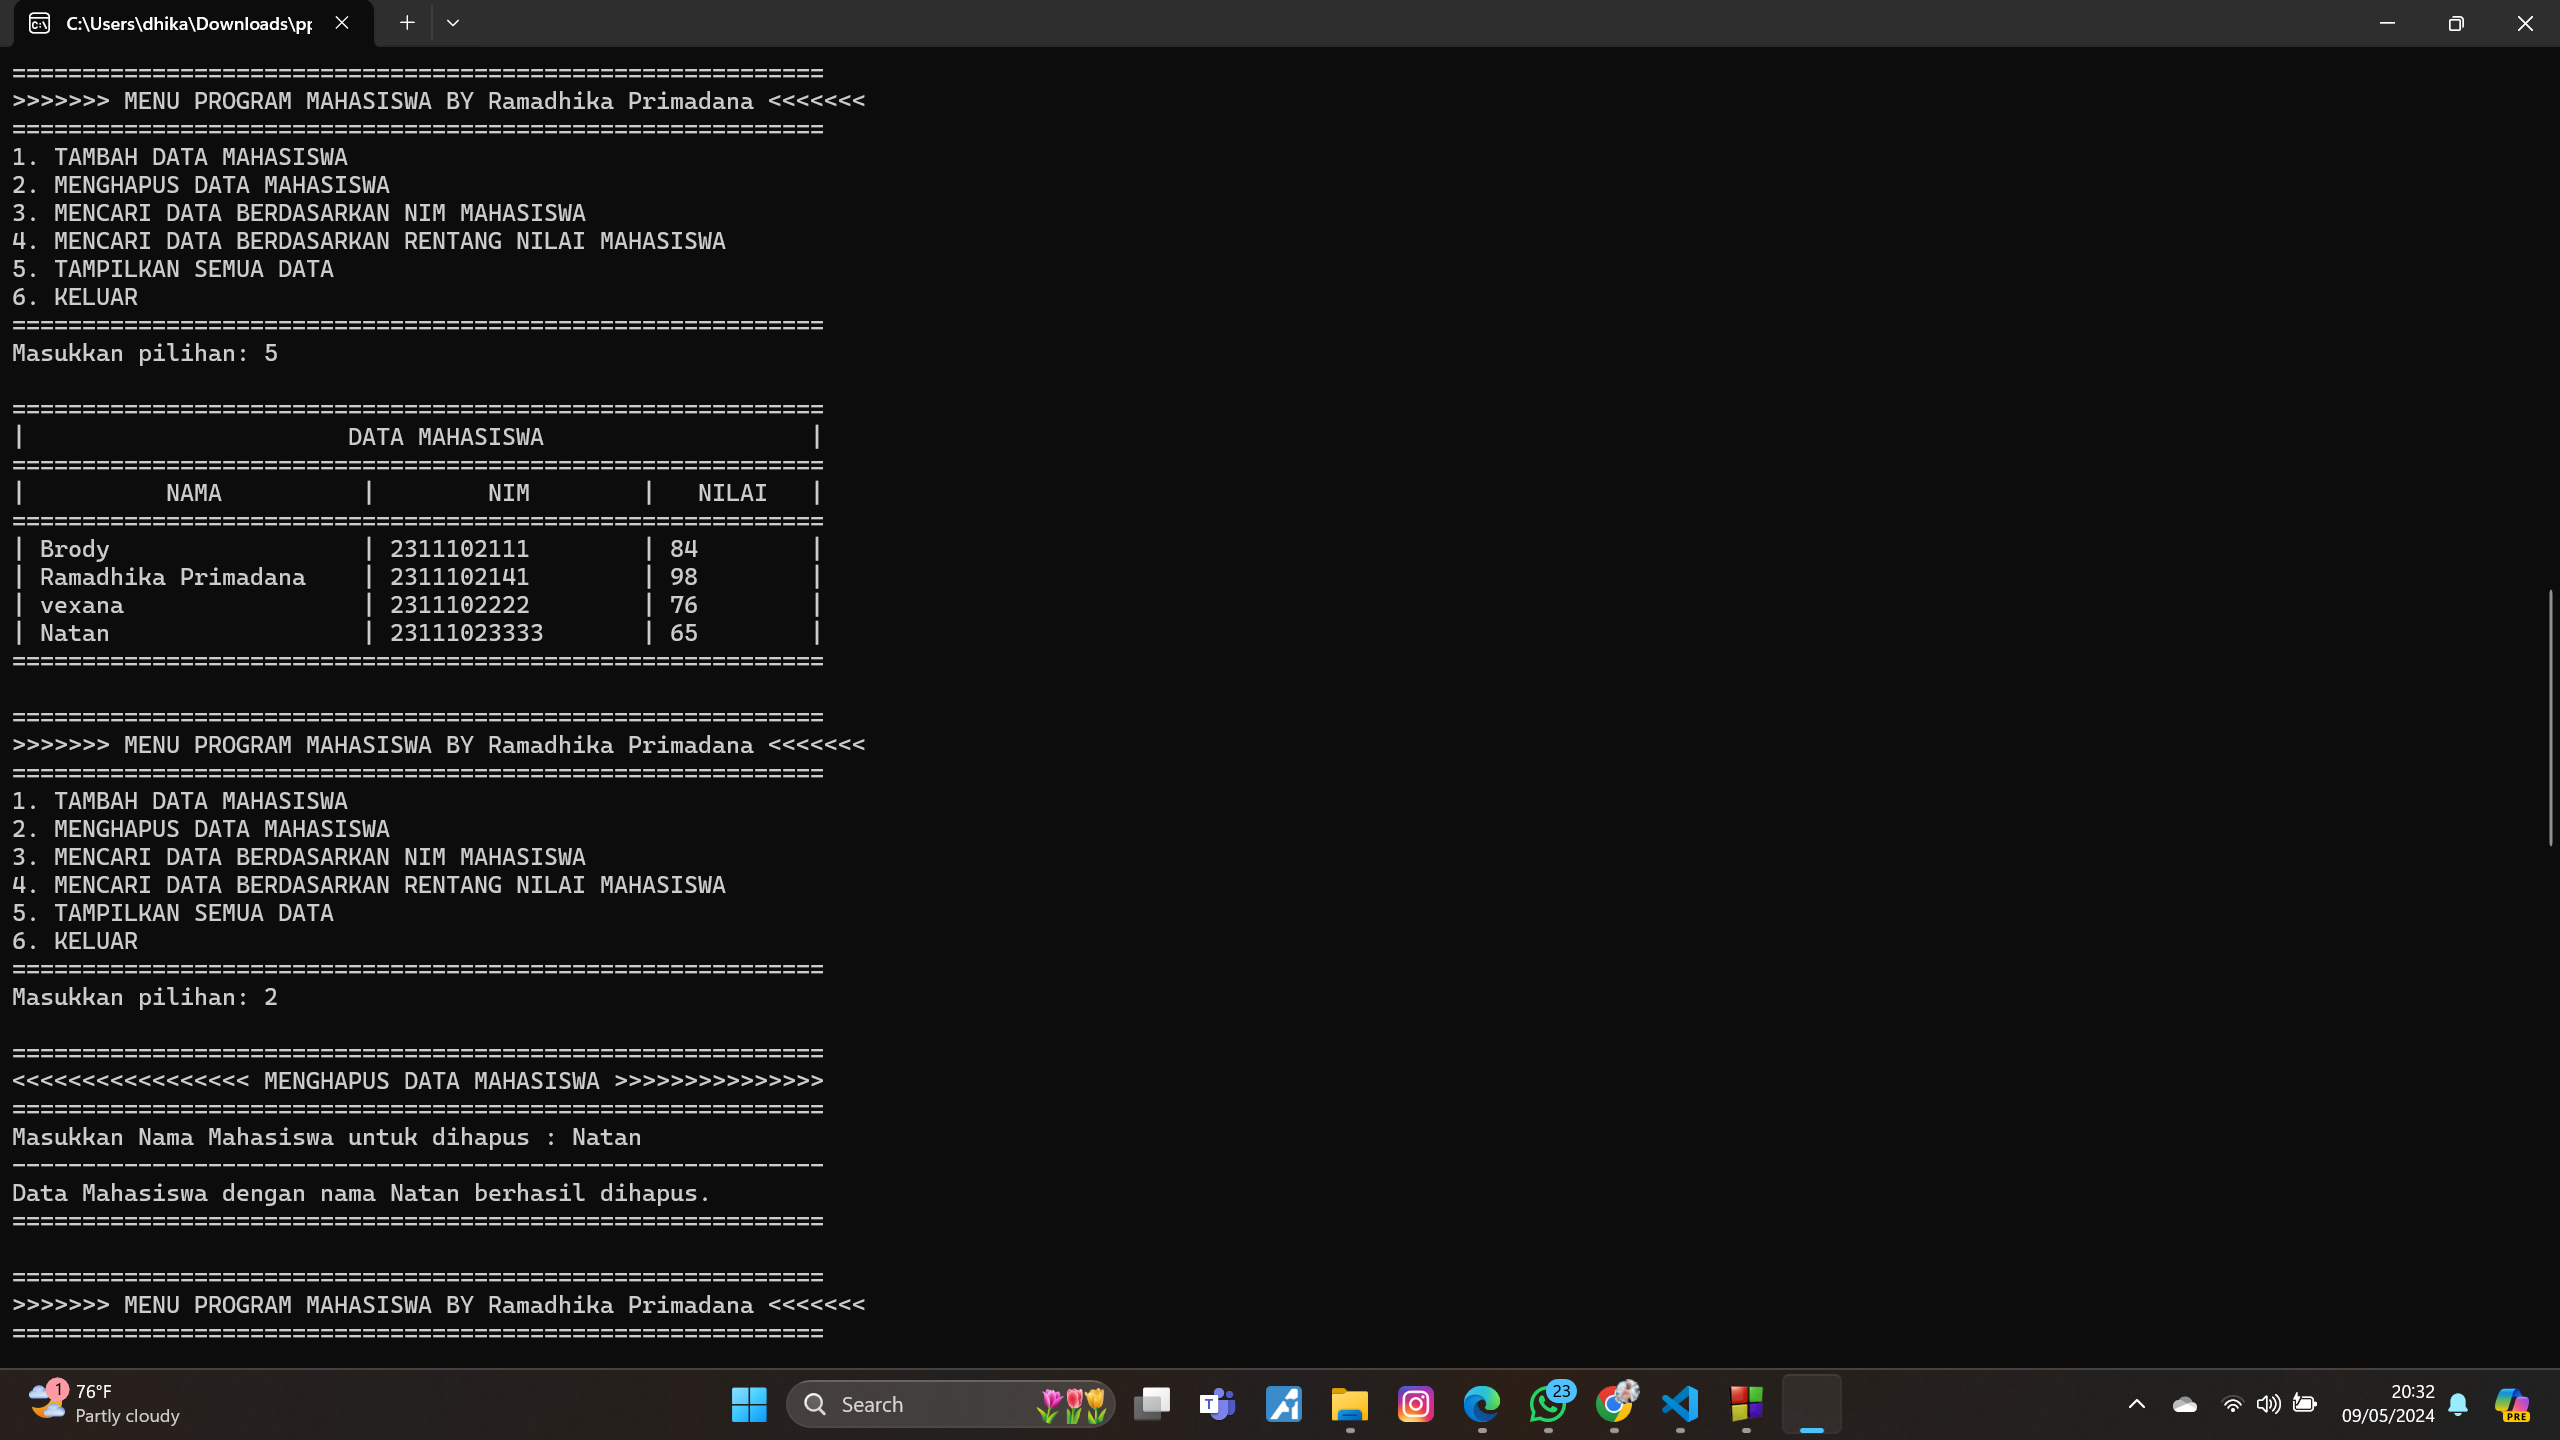 C:\Users\dhika\Downloads\pp
==========================================================
>>>>>>> MENU PROGRAM MAHASISWA BY Ramadhika Primadana <<<<<<<
==========================================================
1. TAMBAH DATA MAHASISWA
2. MENGHAPUS DATA MAHASISWA
3. MENCARI DATA BERDASARKAN NIM MAHASISWA
4. MENCARI DATA BERDASARKAN RENTANG NILAI MAHASISWA
5. TAMPILKAN SEMUA DATA
6. KELUAR
==========================================================
Masukkan pilihan: 5
==========================================================
|                       DATA MAHASISWA                   |
==========================================================
|          NAMA          |        NIM        |   NILAI   |
==========================================================
| Brody                  | 2311102111        | 84        |
| Ramadhika Primadana    | 2311102141        | 98        |
| vexana                 | 2311102222        | 76        |
| Natan                  | 23111023333       | 65        |
==========================================================
==========================================================
>>>>>>> MENU PROGRAM MAHASISWA BY Ramadhika Primadana <<<<<<<
==========================================================
1. TAMBAH DATA MAHASISWA
2. MENGHAPUS DATA MAHASISWA
3. MENCARI DATA BERDASARKAN NIM MAHASISWA
4. MENCARI DATA BERDASARKAN RENTANG NILAI MAHASISWA
5. TAMPILKAN SEMUA DATA
6. KELUAR
==========================================================
Masukkan pilihan: 2
==========================================================
<<<<<<<<<<<<<<<<< MENGHAPUS DATA MAHASISWA >>>>>>>>>>>>>>>
==========================================================
Masukkan Nama Mahasiswa untuk dihapus : Natan
----------------------------------------------------------
Data Mahasiswa dengan nama Natan berhasil dihapus.
==========================================================
==========================================================
>>>>>>> MENU PROGRAM MAHASISWA BY Ramadhika Primadana <<<<<<<
==========================================================
1
76°F
Partly cloudy
Search
23
20:32
09/05/2024
PRE